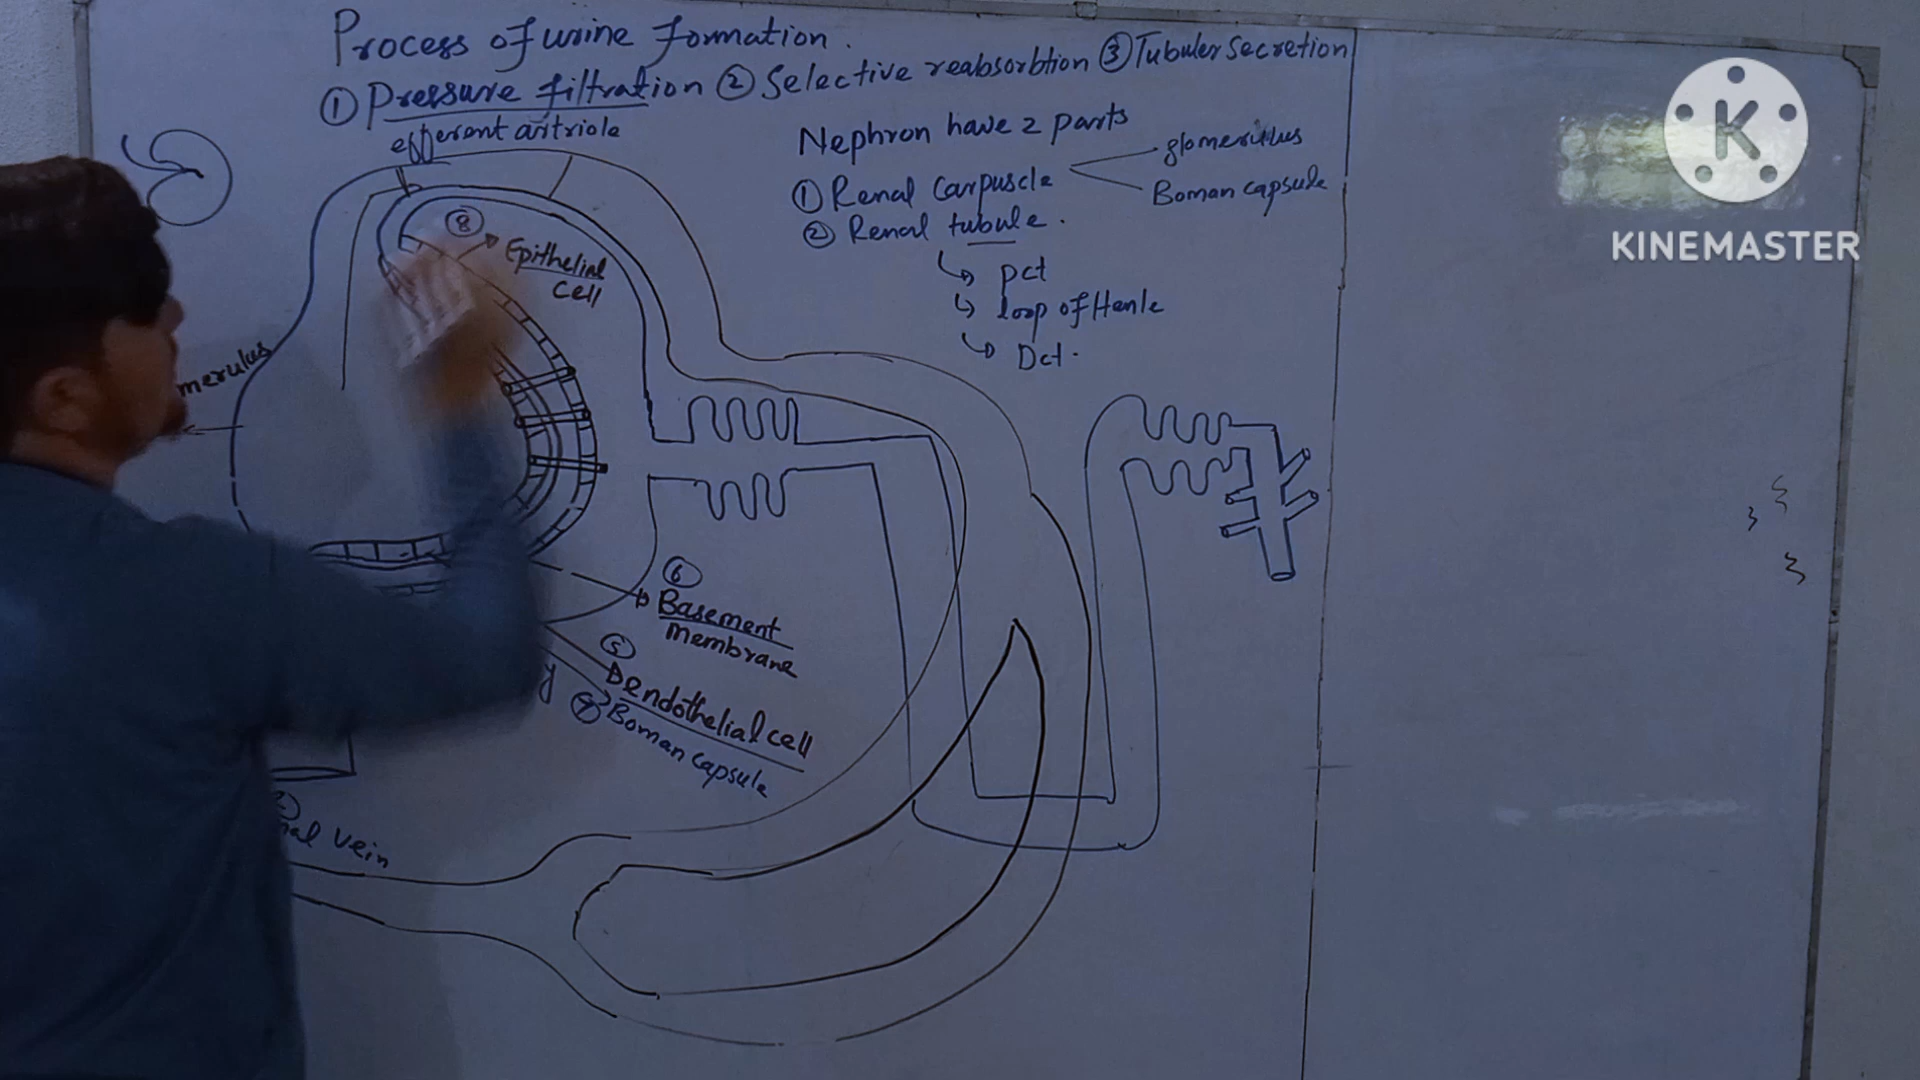 Process of urine formation.
① Pressure filtration ② Selective reabsorbtion ③ Tubuler secretion
efferent artriole
Nephron have 2 parts
① Renal Carpuscle
glomerulus
Boman capsule
② Renal tubule.
pct
loop of Henle
Dct.
⑧
Epithelial
cell
merulus
⑥
Basement
membrane
⑤
endothelial cell
Boman capsule
vein
K
KINEMASTER